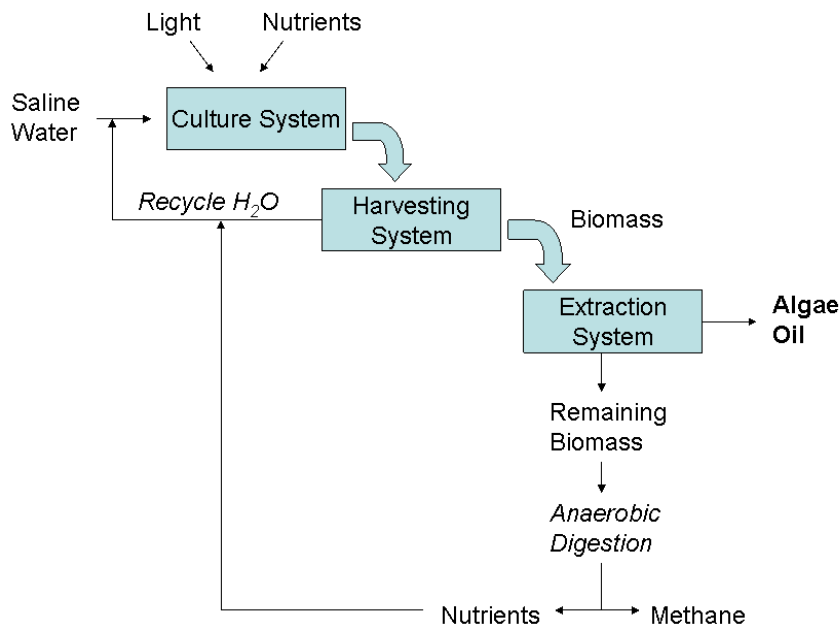 Light
Nutrients
Saline
Water
Culture System
Recycle H₂O
Harvesting
System
Biomass
Extraction
System
Algae
Oil
Remaining
Biomass
Anaerobic
Digestion
Nutrients
Methane